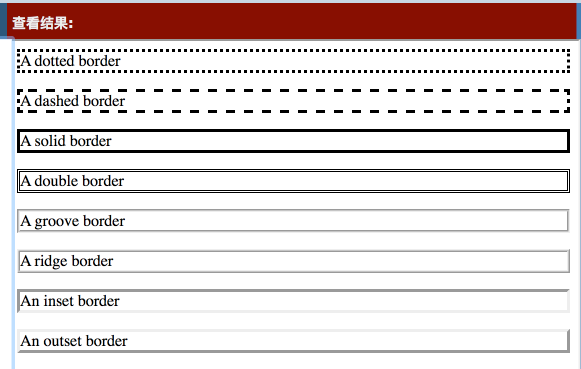 查看结果:
A dotted border
A dashed border
A solid border
A double border
A groove border
A ridge border
An inset border
An outset border